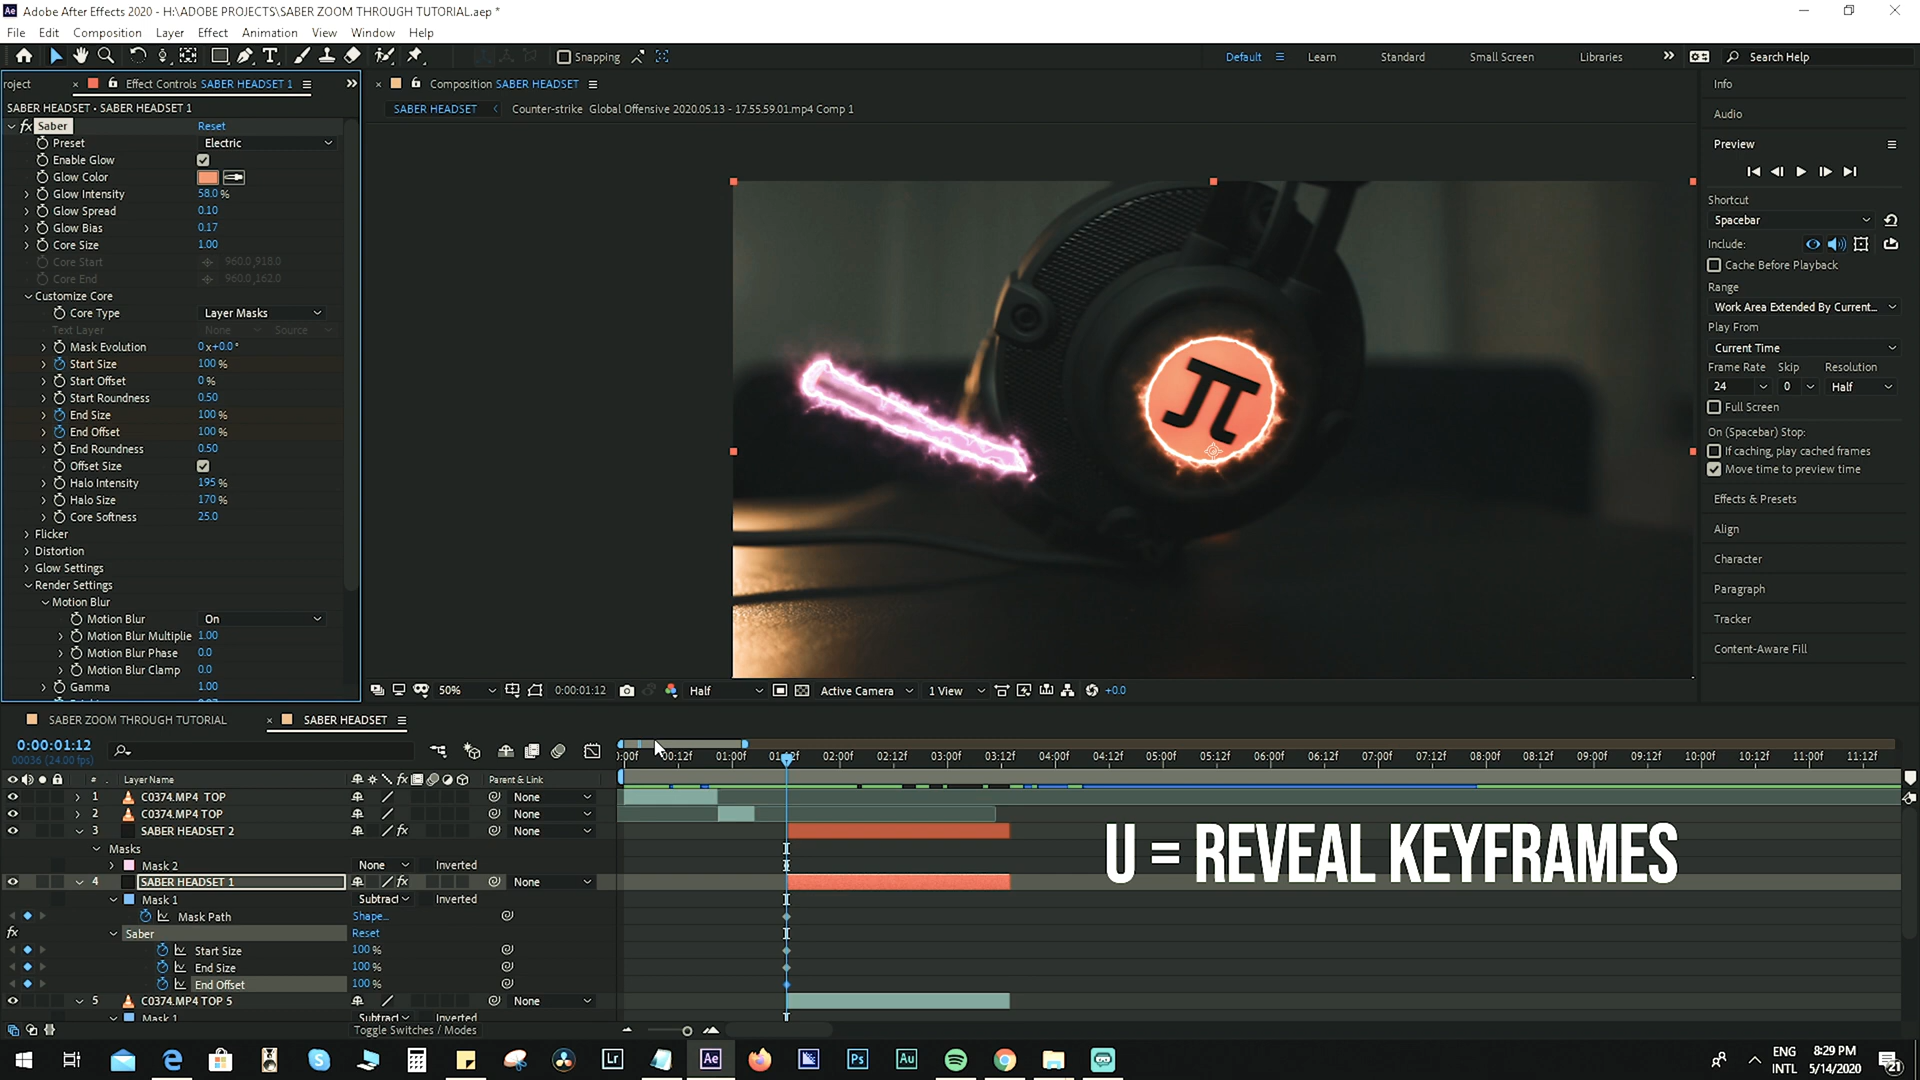 Adobe After Effects 2020 - H:\ADOBE PROJECTS\SABER ZOOM THROUGH TUTORIAL.aep *
File Edit Composition Layer Effect Animation View Window Help
Snapping
Default Learn Standard Small Screen Libraries Search Help
roject Effect Controls SABER HEADSET 1
Composition SABER HEADSET
SABER HEADSET • SABER HEADSET 1
SABER HEADSET Counter-strike Global Offensive 2020.05.13 - 17.55.59.01.mp4 Comp 1
fx Saber Reset
Preset Electric
Enable Glow
Glow Color
Glow Intensity 58.0 %
Glow Spread 0.10
Glow Bias 0.17
Core Size 1.00
Core Start 960.0,918.0
Core End 960.0,162.0
Customize Core
Core Type Layer Masks
Text Layer None Source
Mask Evolution 0x+0.0°
Start Size 100 %
Start Offset 0 %
Start Roundness 0.50
End Size 100 %
End Offset 100 %
End Roundness 0.50
Offset Size
Halo Intensity 195 %
Halo Size 170 %
Core Softness 25.0
Flicker
Distortion
Glow Settings
Render Settings
Motion Blur
Motion Blur On
Motion Blur Multiplie 1.00
Motion Blur Phase 0.0
Motion Blur Clamp 0.0
Gamma 1.00
50% 0:00:01:12 Half Active Camera 1 View +0.0
Info
Audio
Preview
Shortcut
Spacebar
Include:
Cache Before Playback
Range
Work Area Extended By Current...
Play From
Current Time
Frame Rate Skip Resolution
24 0 Half
Full Screen
On (Spacebar) Stop:
If caching, play cached frames
Move time to preview time
Effects & Presets
Align
Character
Paragraph
Tracker
Content-Aware Fill
SABER ZOOM THROUGH TUTORIAL SABER HEADSET
0:00:01:12
00036 (24.00 fps)
):00f 00:12f 01:00f 01:12f 02:00f 02:12f 03:00f 03:12f 04:00f 04:12f 05:00f 05:12f 06:00f 06:12f 07:00f 07:12f 08:00f 08:12f 09:00f 09:12f 10:00f 10:12f 11:00f 11:12f
# Layer Name fx Parent & Link
1 C0374.MP4 TOP None
2 C0374.MP4 TOP None
3 SABER HEADSET 2 fx None
Masks
Mask 2 None Inverted
4 SABER HEADSET 1 fx None
Mask 1 Subtract Inverted
Mask Path Shape...
fx Saber Reset
Start Size 100 %
End Size 100 %
End Offset 100 %
5 C0374.MP4 TOP 5 None
Mask 1 Subtract Inverted
Toggle Switches / Modes
U = REVEAL KEYFRAMES
Lr Ae Ps Au
ENG 8:29 PM
INTL 5/14/2020
21